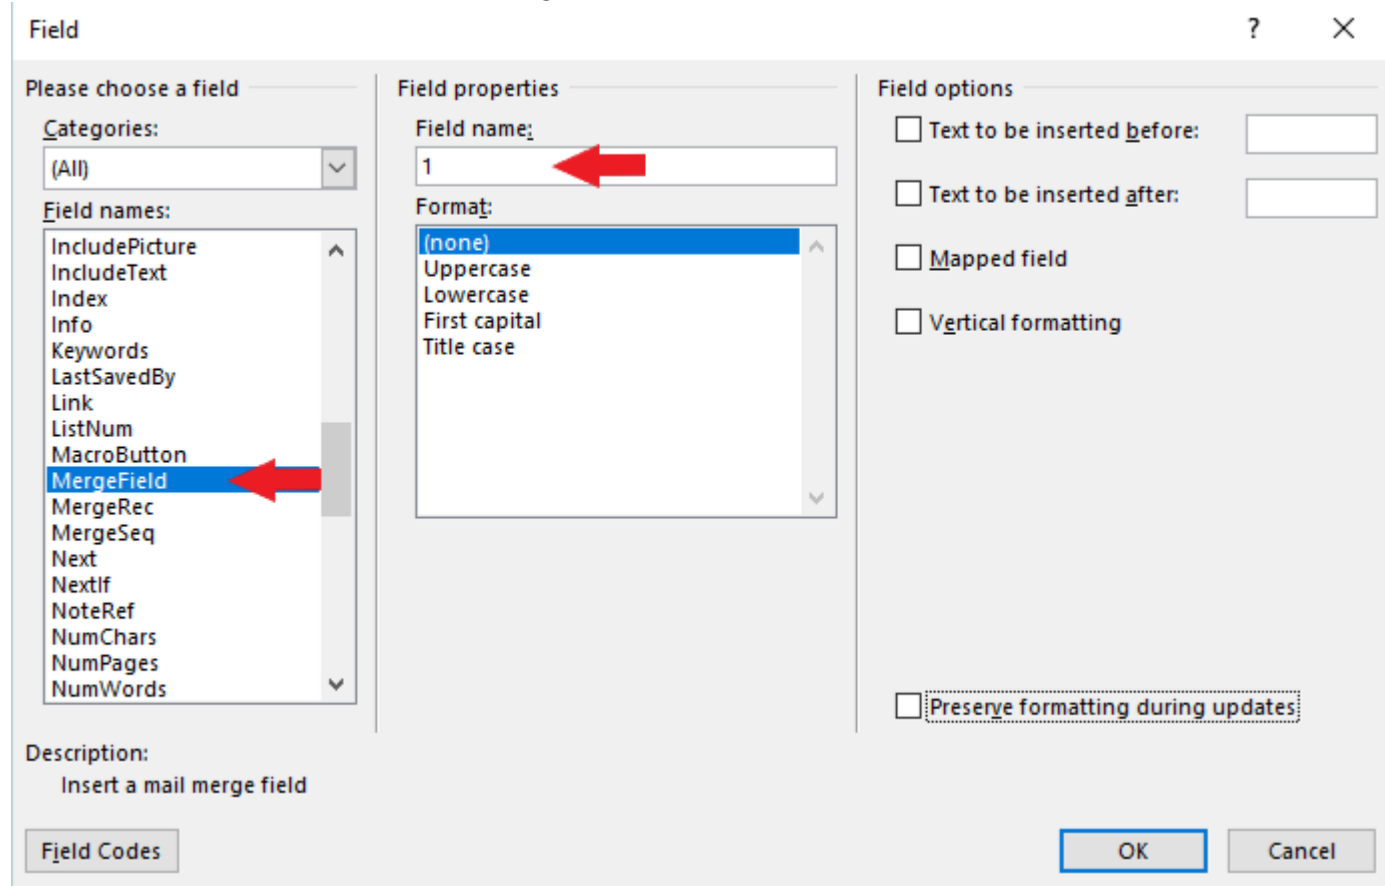 Field
?
Please choose a field
Categories:
(All)
Field names:
IncludePicture
IncludeText
Index
Info
Keywords
LastSavedBy
Link
ListNum
MacroButton
MergeField
MergeRec
MergeSeq
Next
NextIf
NoteRef
NumChars
NumPages
NumWords
Field properties
Field name:
1
Format:
(none)
Uppercase
Lowercase
First capital
Title case
Field options
Text to be inserted before:
Text to be inserted after:
Mapped field
Vertical formatting
Preserve formatting during updates
Description:
Insert a mail merge field
Field Codes
OK
Cancel